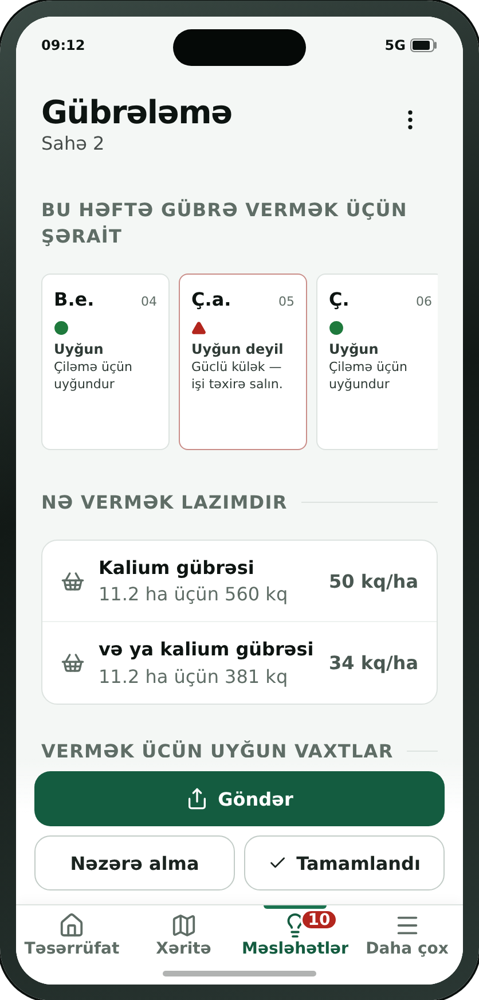 09:12
5G
Gübrələmə
Sahə 2
BU HƏFTƏ GÜBRƏ VERMƏK ÜÇÜN
ŞƏRAİT
B.e. 04
Uyğun
Çiləmə üçün
uyğundur
Ç.a. 05
Uyğun deyil
Güclü külək —
işi təxirə salın.
Ç. 06
Uyğun
Çiləmə üçün
uyğundur
NƏ VERMƏK LAZIMDIR
Kalium gübrəsi
11.2 ha üçün 560 kq
50 kq/ha
və ya kalium gübrəsi
11.2 ha üçün 381 kq
34 kq/ha
VERMƏK ÜÇÜN UYĞUN VAXTLAR
Göndər
Nəzərə alma
Tamamlandı
Təsərrüfat
Xəritə
10
Məsləhətlər
Daha çox